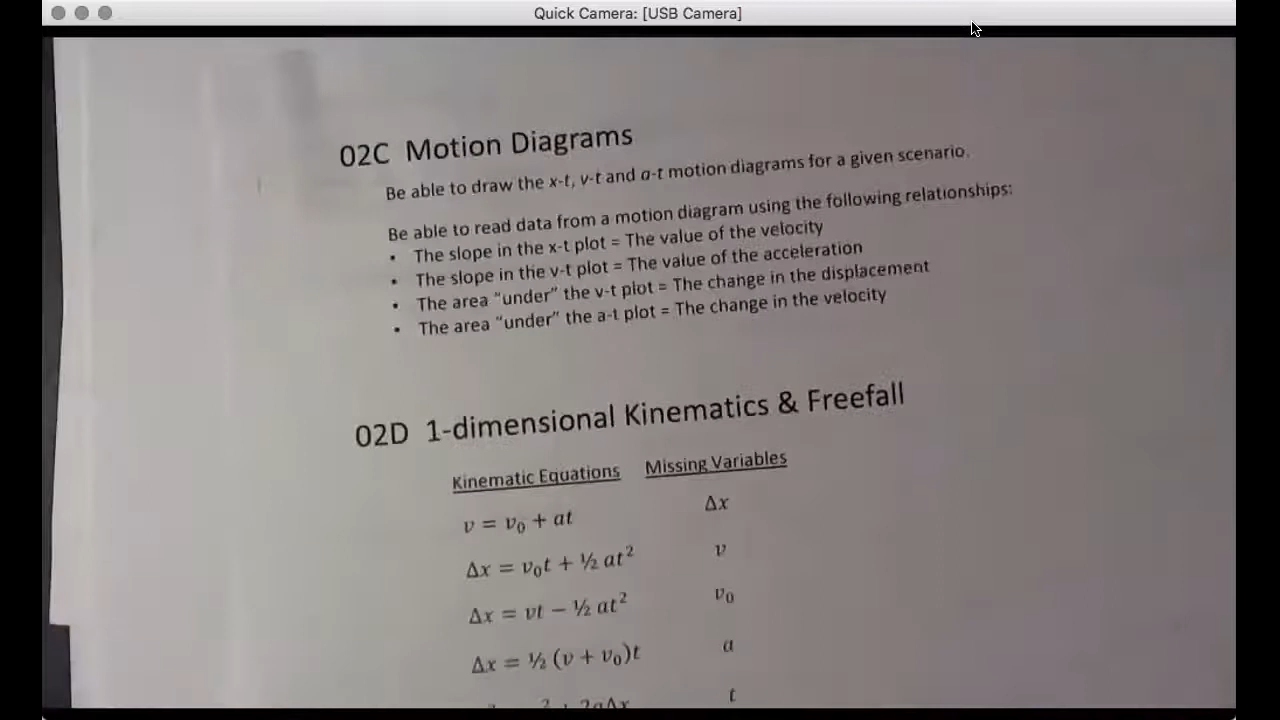 Quick Camera: [USB Camera]
02C Motion Diagrams
Be able to draw the x-t, v-t and a-t motion diagrams for a given scenario.
Be able to read data from a motion diagram using the following relationships:
• The slope in the x-t plot = The value of the velocity
• The slope in the v-t plot = The value of the acceleration
• The area “under” the v-t plot = The change in the displacement
• The area “under” the a-t plot = The change in the velocity
02D 1-dimensional Kinematics & Freefall
Kinematic Equations Missing Variables
v = v₀ + at Δx
Δx = v₀t + ½ at² v
Δx = vt − ½ at² v₀
Δx = ½ (v + v₀)t a
t